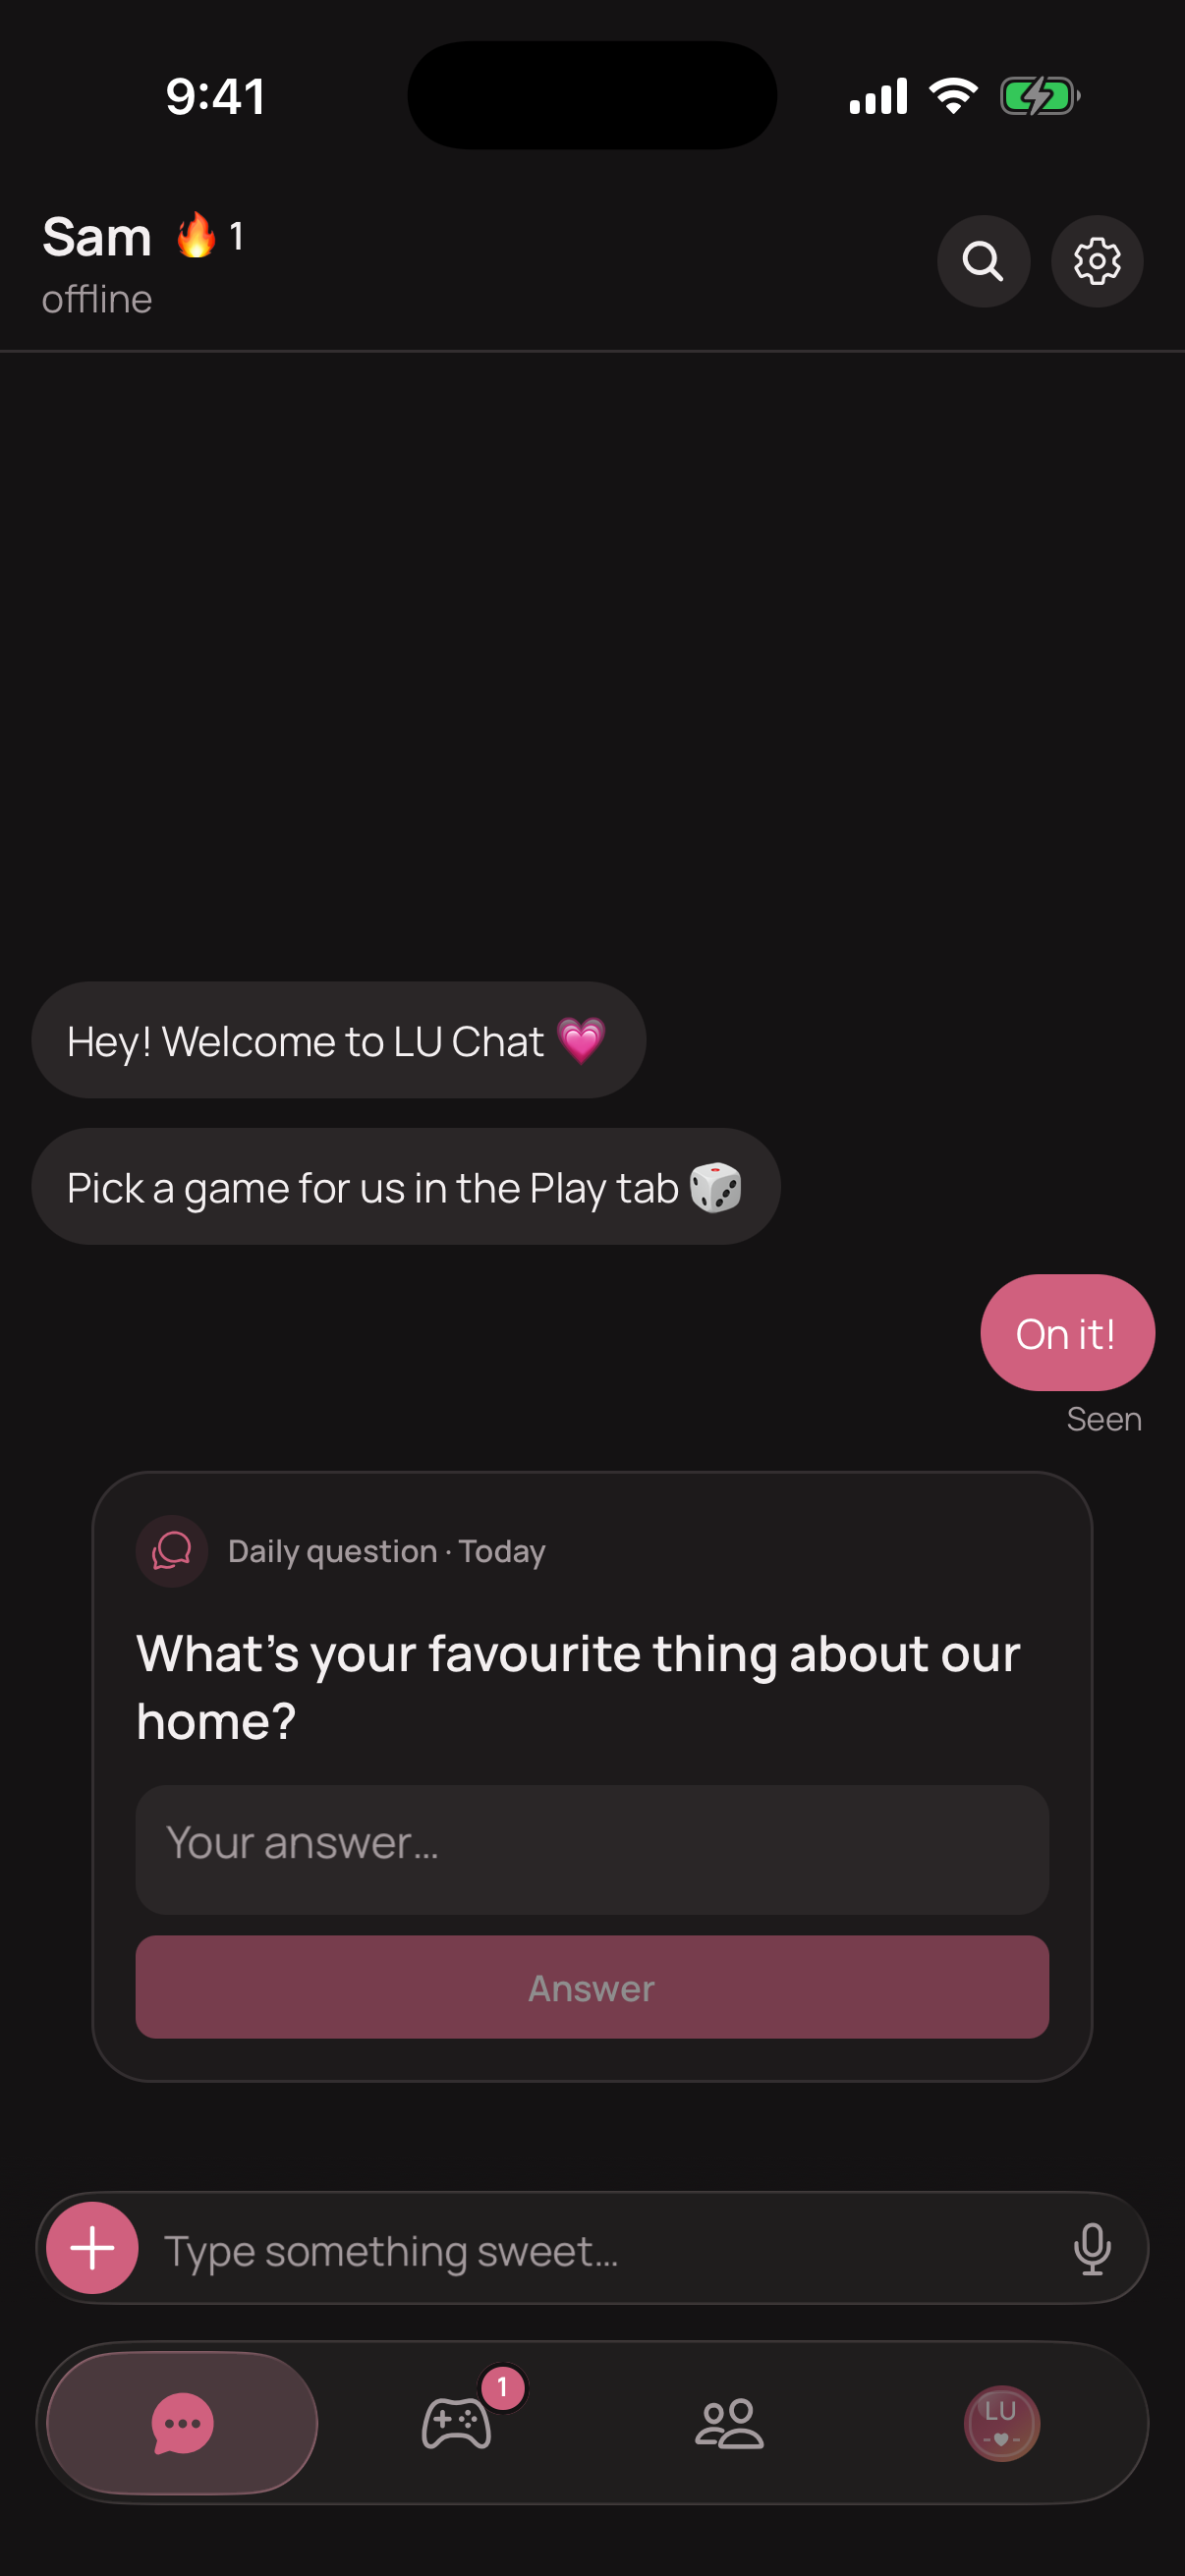 9:41
Sam 🔥 1
offline
Hey! Welcome to LU Chat 💗
Pick a game for us in the Play tab 🎲
On it!
Seen
Daily question · Today
What's your favourite thing about our
home?
Your answer...
Answer
Type something sweet...
1
LU